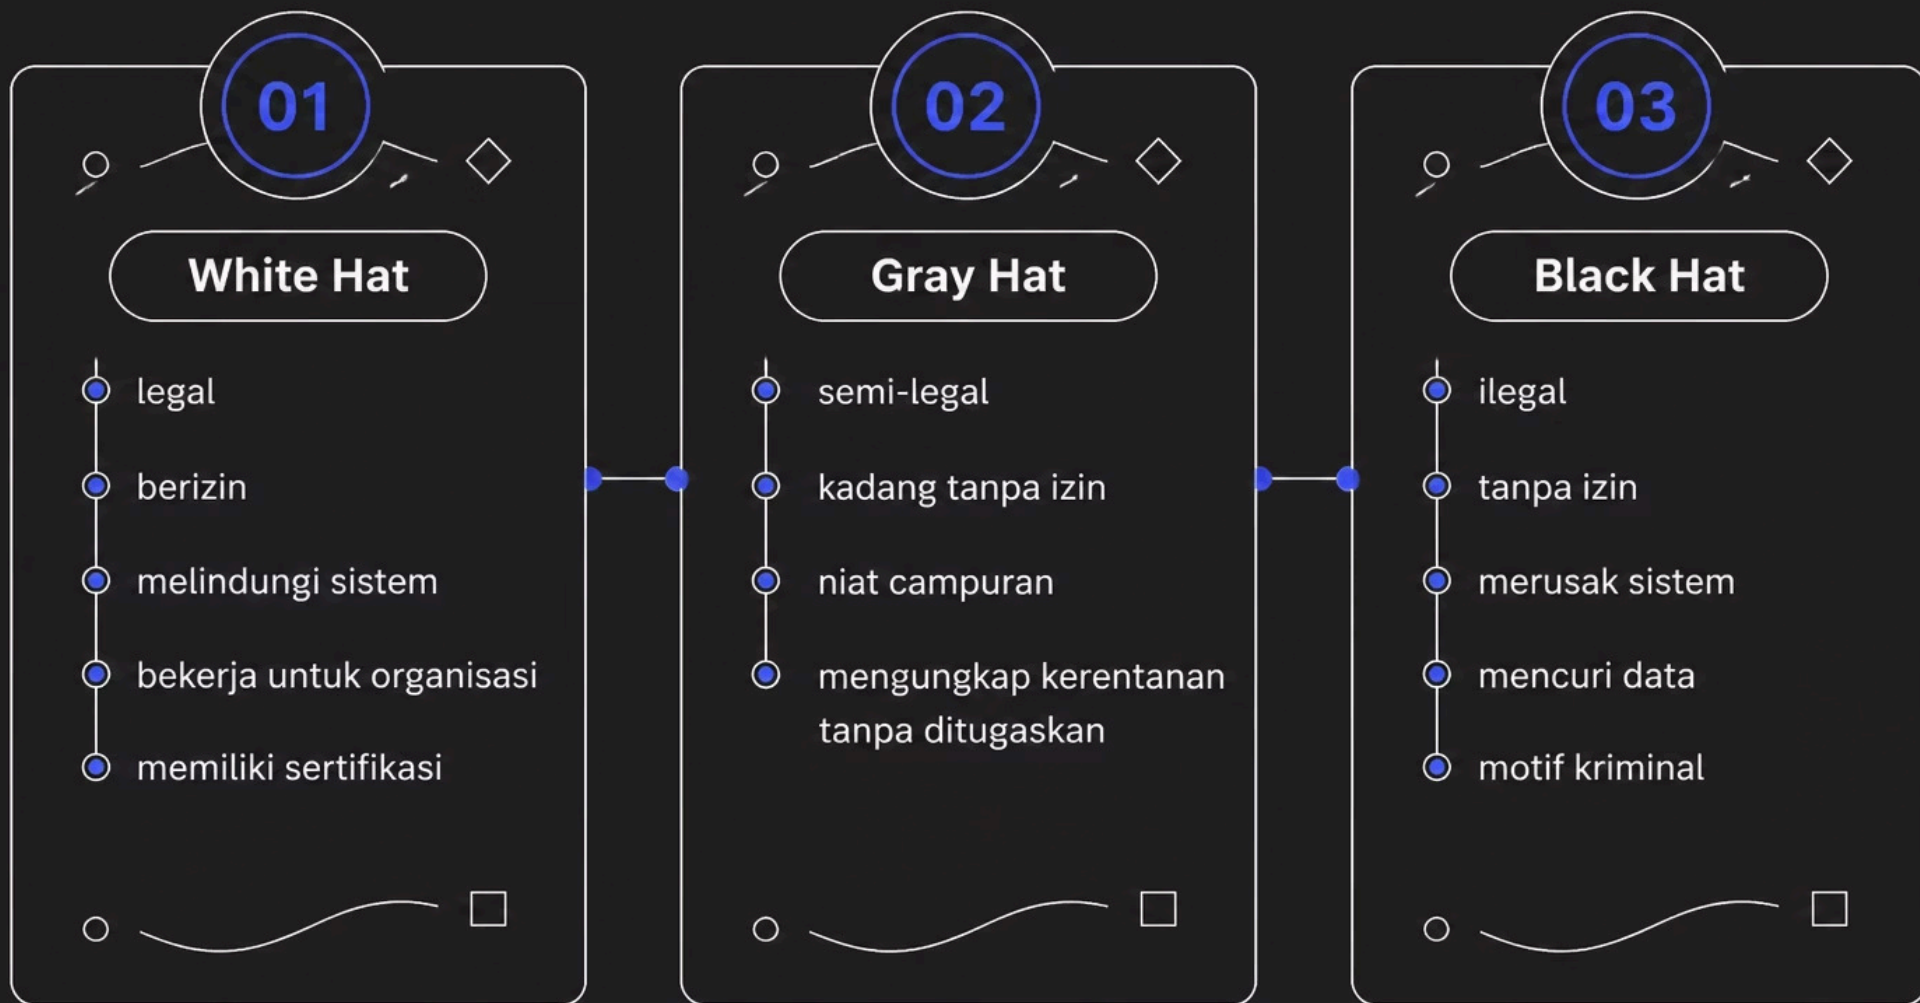 01
White Hat
legal
berizin
melindungi sistem
bekerja untuk organisasi
memiliki sertifikasi
02
Gray Hat
semi-legal
kadang tanpa izin
niat campuran
mengungkap kerentanan
tanpa ditugaskan
03
Black Hat
ilegal
tanpa izin
merusak sistem
mencuri data
motif kriminal